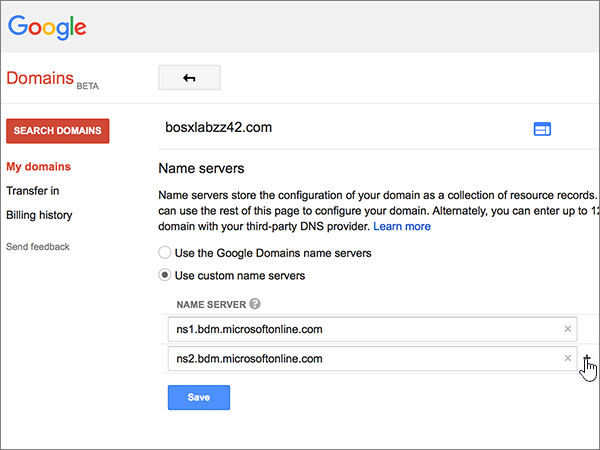 Google
Domains BETA
SEARCH DOMAINS
My domains
Transfer in
Billing history
Send feedback
bosxlabzz42.com
Name servers
Name servers store the configuration of your domain as a collection of resource records.
can use the rest of this page to configure your domain. Alternately, you can enter up to 12
domain with your third-party DNS provider. Learn more
Use the Google Domains name servers
Use custom name servers
NAME SERVER ?
ns1.bdm.microsoftonline.com ×
ns2.bdm.microsoftonline.com × +
Save